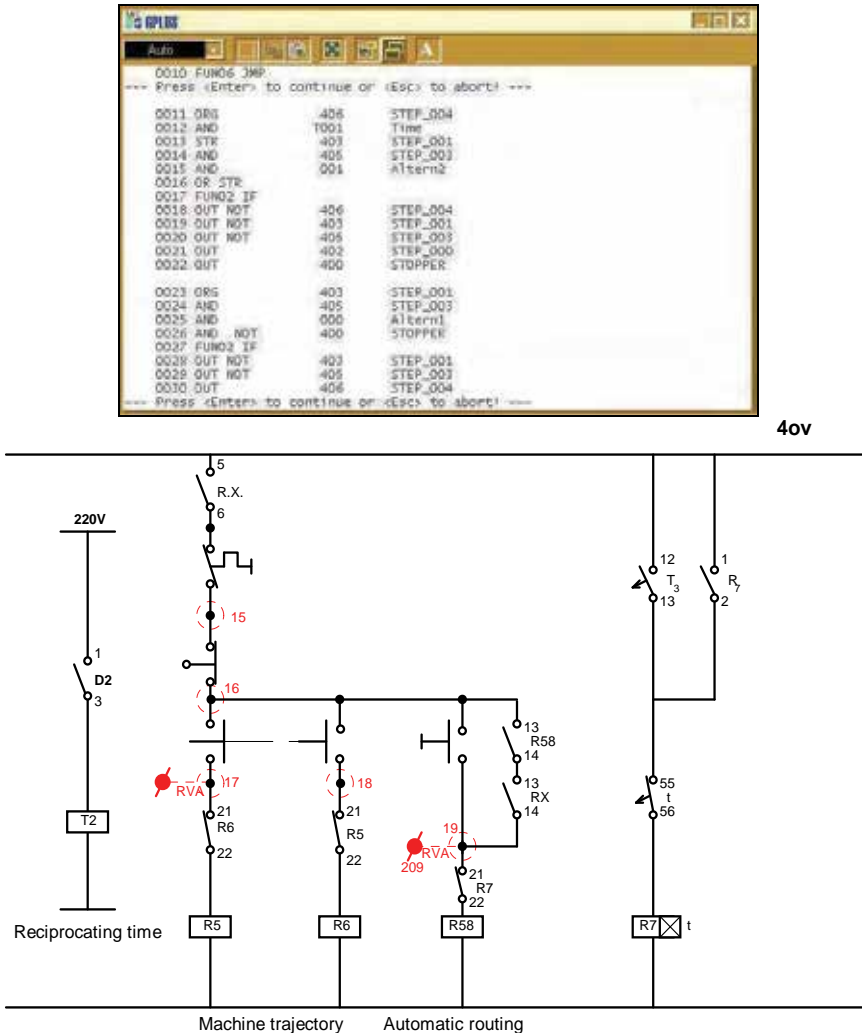 GPLUS
Auto
0010 FUN06 JMP
--- Press <Enter> to continue or <Esc> to abort! ---
0011 ORG 406 STEP_004
0012 AND T001 Time
0013 STR 403 STEP_001
0014 AND 405 STEP_003
0015 AND 001 Altern2
0016 OR STR
0017 FUN02 IF
0018 OUT NOT 406 STEP_004
0019 OUT NOT 403 STEP_001
0020 OUT NOT 405 STEP_003
0021 OUT 402 STEP_000
0022 OUT 400 STOPPER
0023 ORG 403 STEP_001
0024 AND 405 STEP_003
0025 AND 000 Altern1
0026 AND NOT 400 STOPPER
0027 FUN02 IF
0028 OUT NOT 403 STEP_001
0029 OUT NOT 405 STEP_003
0030 OUT 406 STEP_004
--- Press <Enter> to continue or <Esc> to abort! ---
4ov
5
R.X.
6
220V
12
T3
13
1
R7
2
15
1
D2
3
16
13
R58
14
17
RVA
18
13
RX
14
55
t
56
T2
21
R6
22
21
R5
22
19
RVA
209
21
R7
22
Reciprocating time
R5
R6
R58
R7
t
Machine trajectory
Automatic routing